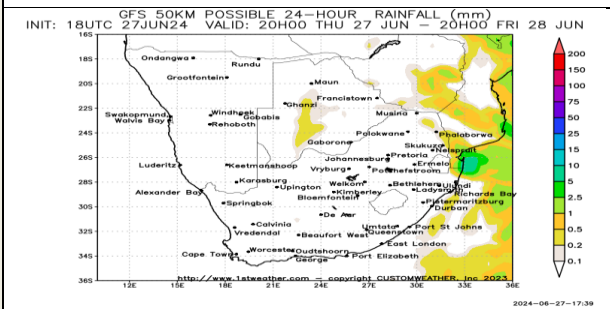 GFS 50KM POSSIBLE 24-HOUR RAINFALL (mm)
INIT: 18UTC 27JUN24 VALID: 20H00 THU 27 JUN - 20H00 FRI 28 JUN
16S
18S
20S
22S
24S
26S
28S
30S
32S
34S
36S
Ondangwa
Rundu
Grootfontein
Maun
Francistown
Ghanzi
Musina
Swakopmund
Windhoek
Gobabis
Walvis Bay
Rehoboth
Polokwane
Phalaborwa
Gaborone
Skukuza
Nelspruit
Pretoria
Johannesburg
Luderitz
Keetmanshoop
Vryburg
Potchefstroom
Ermelo
Karasburg
Welkom
Bethlehem
Ulundi
Alexander Bay
Upington
Kimberley
Ladysmith
Richards Bay
Bloemfontein
Springbok
Pietermaritzburg
Durban
De Aar
Calvinia
Umtata
Port St Johns
Vredendal
Beaufort West
Queenstown
East London
Worcester
Oudtshoorn
Cape Town
George
Port Elizabeth
http://www.1stweather.com - copyright CUSTOMWEATHER, Inc 2023
12E
15E
18E
21E
24E
27E
30E
33E
36E
200
150
100
75
50
25
15
10
5
2.5
1
0.5
0.2
0.1
2024-06-27-17:39